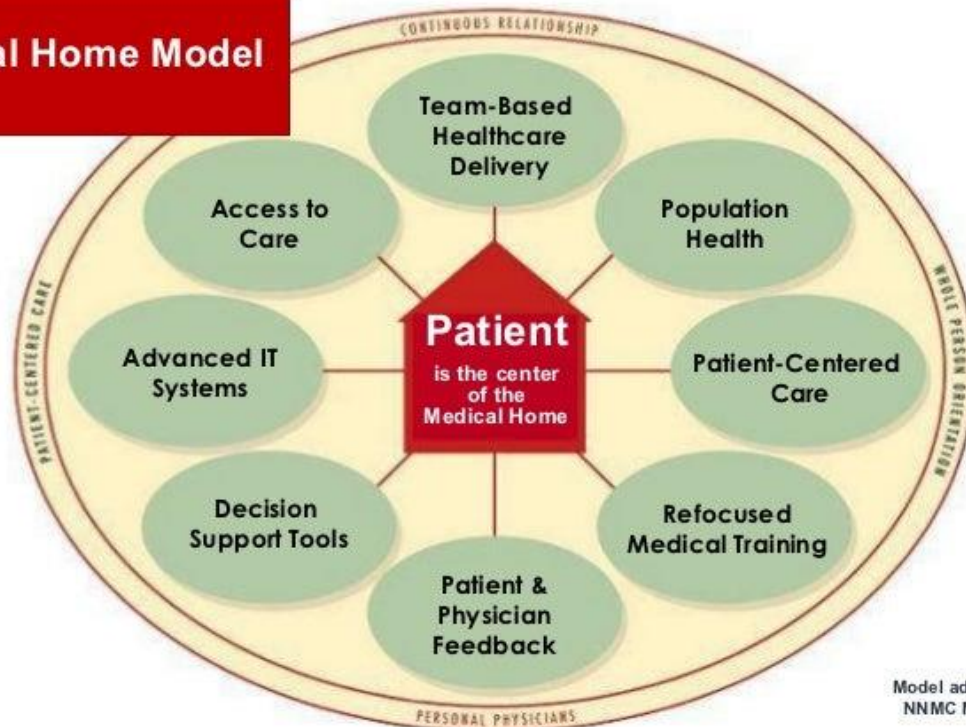 al Home Model
CONTINUOUS RELATIONSHIP
Team-Based
Healthcare
Delivery
Access to
Care
Population
Health
PATIENT-CENTERED CARE
WHOLE PERSON ORIENTATION
Patient
is the center
of the
Medical Home
Advanced IT
Systems
Patient-Centered
Care
Decision
Support Tools
Refocused
Medical Training
Patient &
Physician
Feedback
PERSONAL PHYSICIANS
Model ad
NNMC M